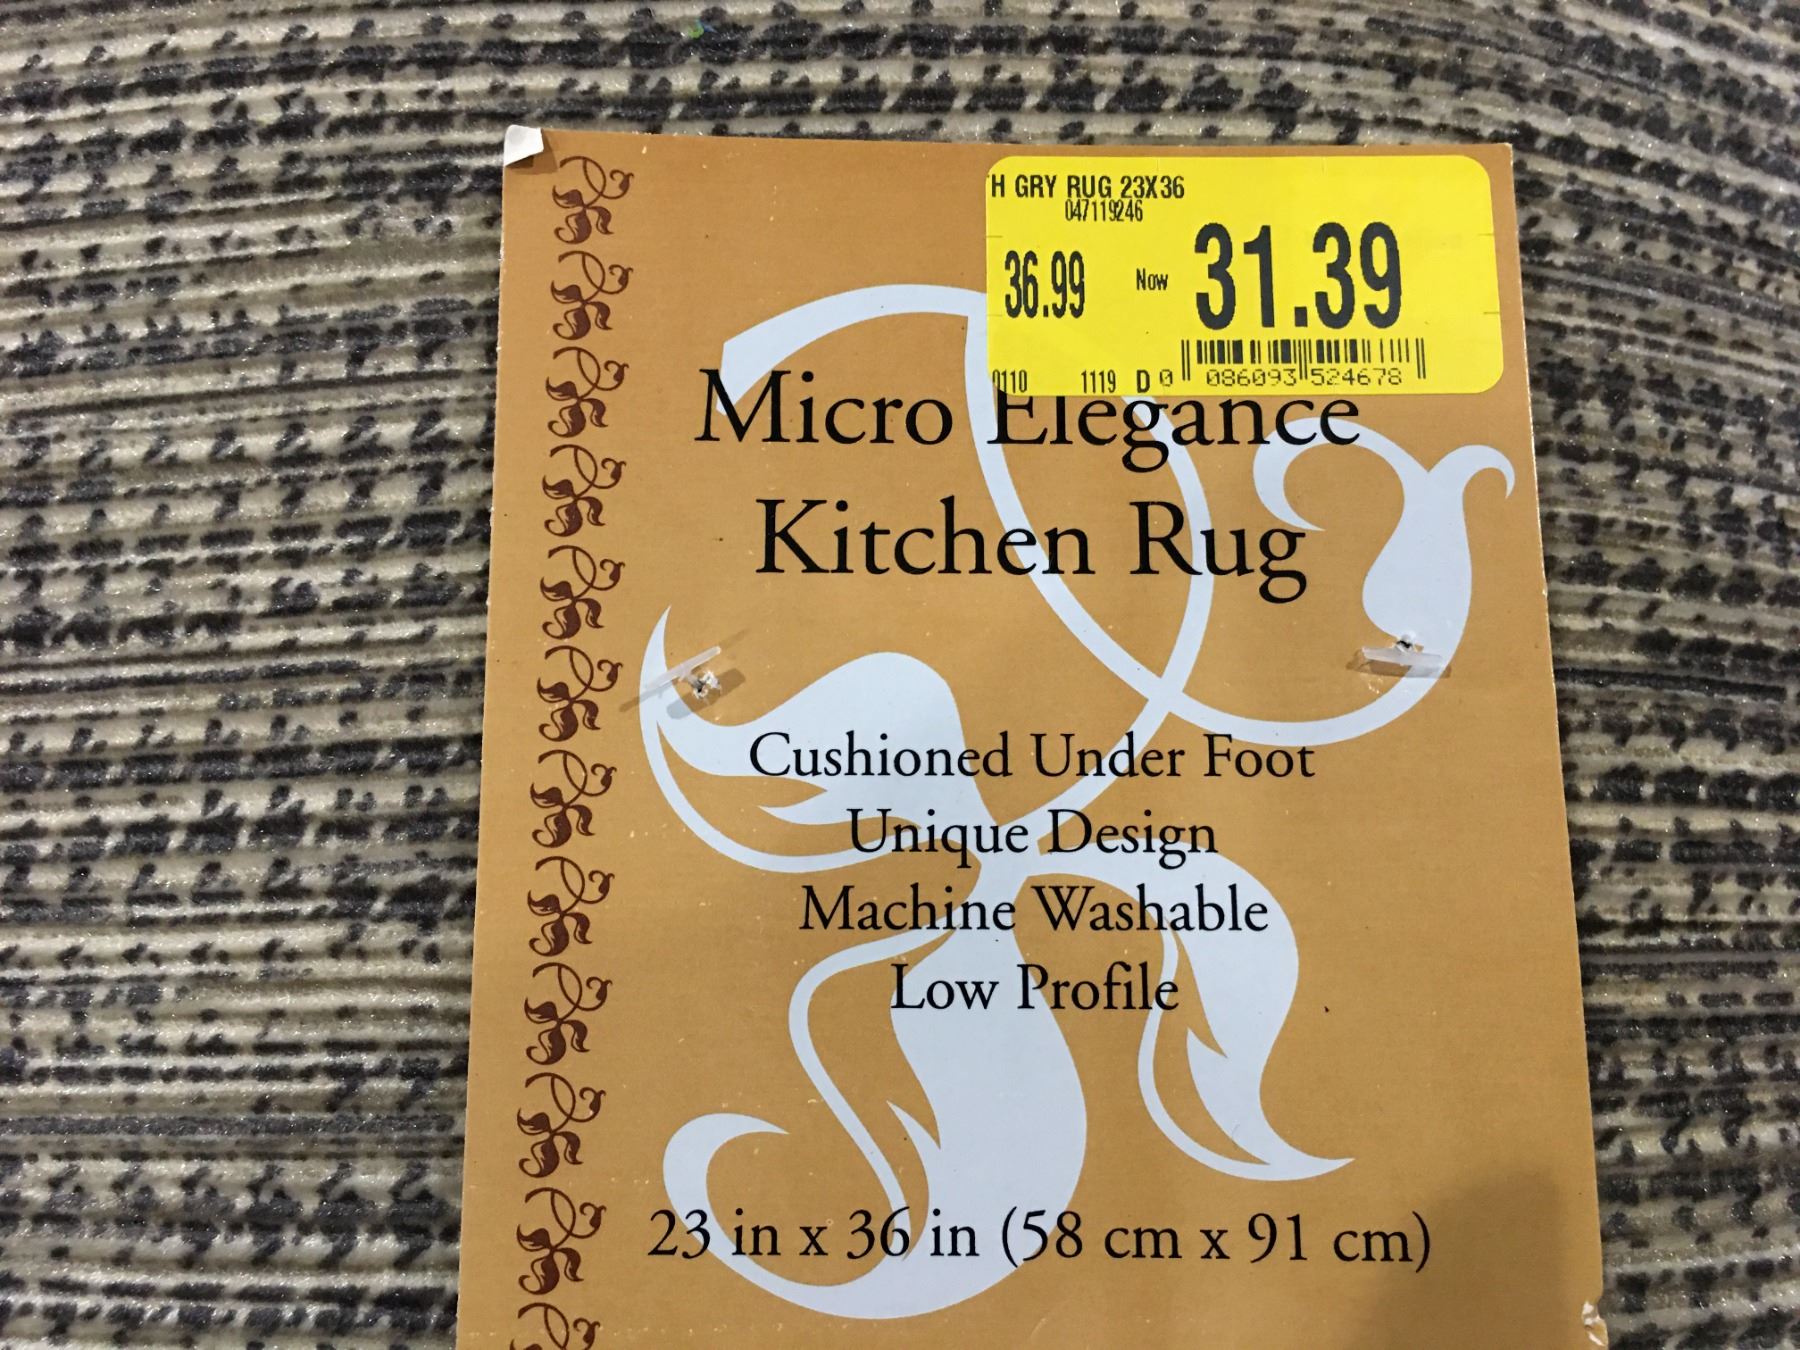 H GRY RUG 23X36
047119246
36.99 Now 31.39
0110 1119 D 0 086093 524678
Micro Elegance
Kitchen Rug
Cushioned Under Foot
Unique Design
Machine Washable
Low Profile
23 in x 36 in (58 cm x 91 cm)